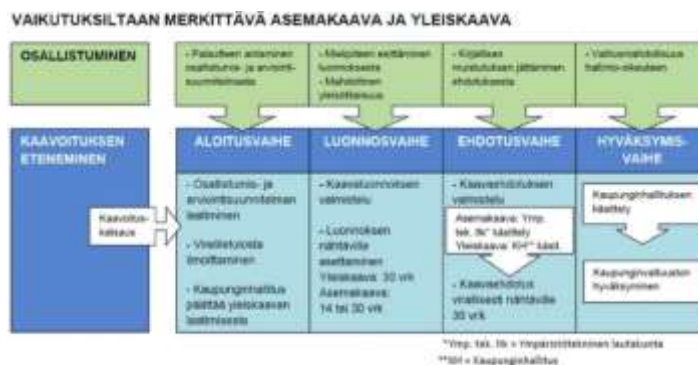 VAIKUTUKSILTAAN MERKITTÄVÄ ASEMAKAAVA JA YLEISKAAVA
OSALLISTUMINEN
- Palautteen antaminen
osallistumis- ja arviointi-
suunnitelmasta
- Mielipiteen esittäminen
luonnoksesta
- Mahdollinen
yleisötilaisuus
- Kirjallisen
muistutuksen jättäminen
ehdotuksesta
- Valitusmahdollisuus
hallinto-oikeuteen
KAAVOITUKSEN
ETENEMINEN
Kaavoitus-
katsaus
ALOITUSVAIHE
- Osallistumis- ja
arviointisuunnitelman
laatiminen
- Vireilletulosta
ilmoittaminen
- Kaupunginhallitus
päättää yleiskaavan
laatimisesta
LUONNOSVAIHE
- Kaavaluonnoksen
valmistelu
- Luonnoksen
nähtäville
asettaminen
Yleiskaava: 30 vrk
Asemakaava:
14 tai 30 vrk
EHDOTUSVAIHE
- Kaavaehdotuksen
valmistelu
Asemakaava: Ymp.
tek. ltk* käsittely
Yleiskaava: KH** käsit.
- Kaavaehdotus
virallisesti nähtäville
30 vrk
HYVÄKSYMIS-
VAIHE
Kaupunginhallituksen
käsittely
Kaupunginvaltuuston
hyväksyminen
*Ymp. tek. ltk = Ympäristötekninen lautakunta
**KH = Kaupunginhallitus